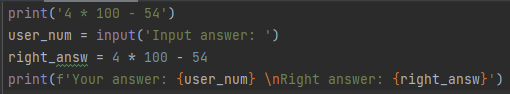 print('4 * 100 - 54')
user_num = input('Input answer: ')
right_answ = 4 * 100 - 54
print(f'Your answer: {user_num} \nRight answer: {right_answ}')